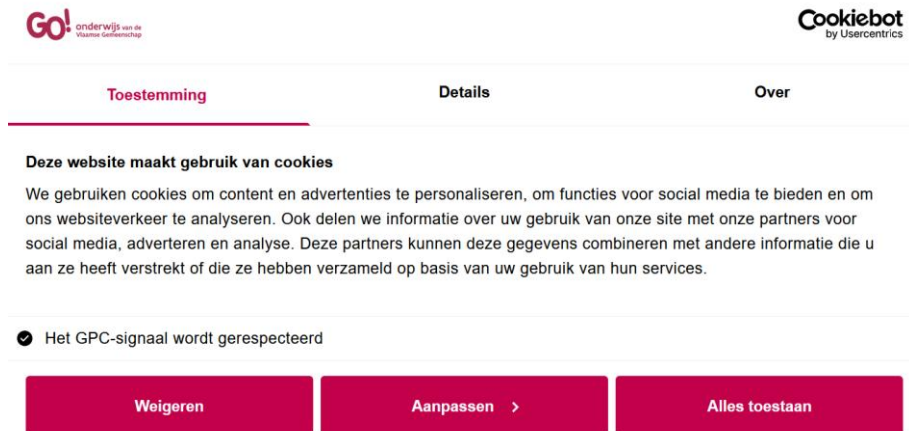 GO! onderwijs van de
Vlaamse Gemeenschap
Cookiebot
by Usercentrics
Toestemming
Details
Over
Deze website maakt gebruik van cookies
We gebruiken cookies om content en advertenties te personaliseren, om functies voor social media te bieden en om
ons websiteverkeer te analyseren. Ook delen we informatie over uw gebruik van onze site met onze partners voor
social media, adverteren en analyse. Deze partners kunnen deze gegevens combineren met andere informatie die u
aan ze heeft verstrekt of die ze hebben verzameld op basis van uw gebruik van hun services.
Het GPC-signaal wordt gerespecteerd
Weigeren
Aanpassen
Alles toestaan